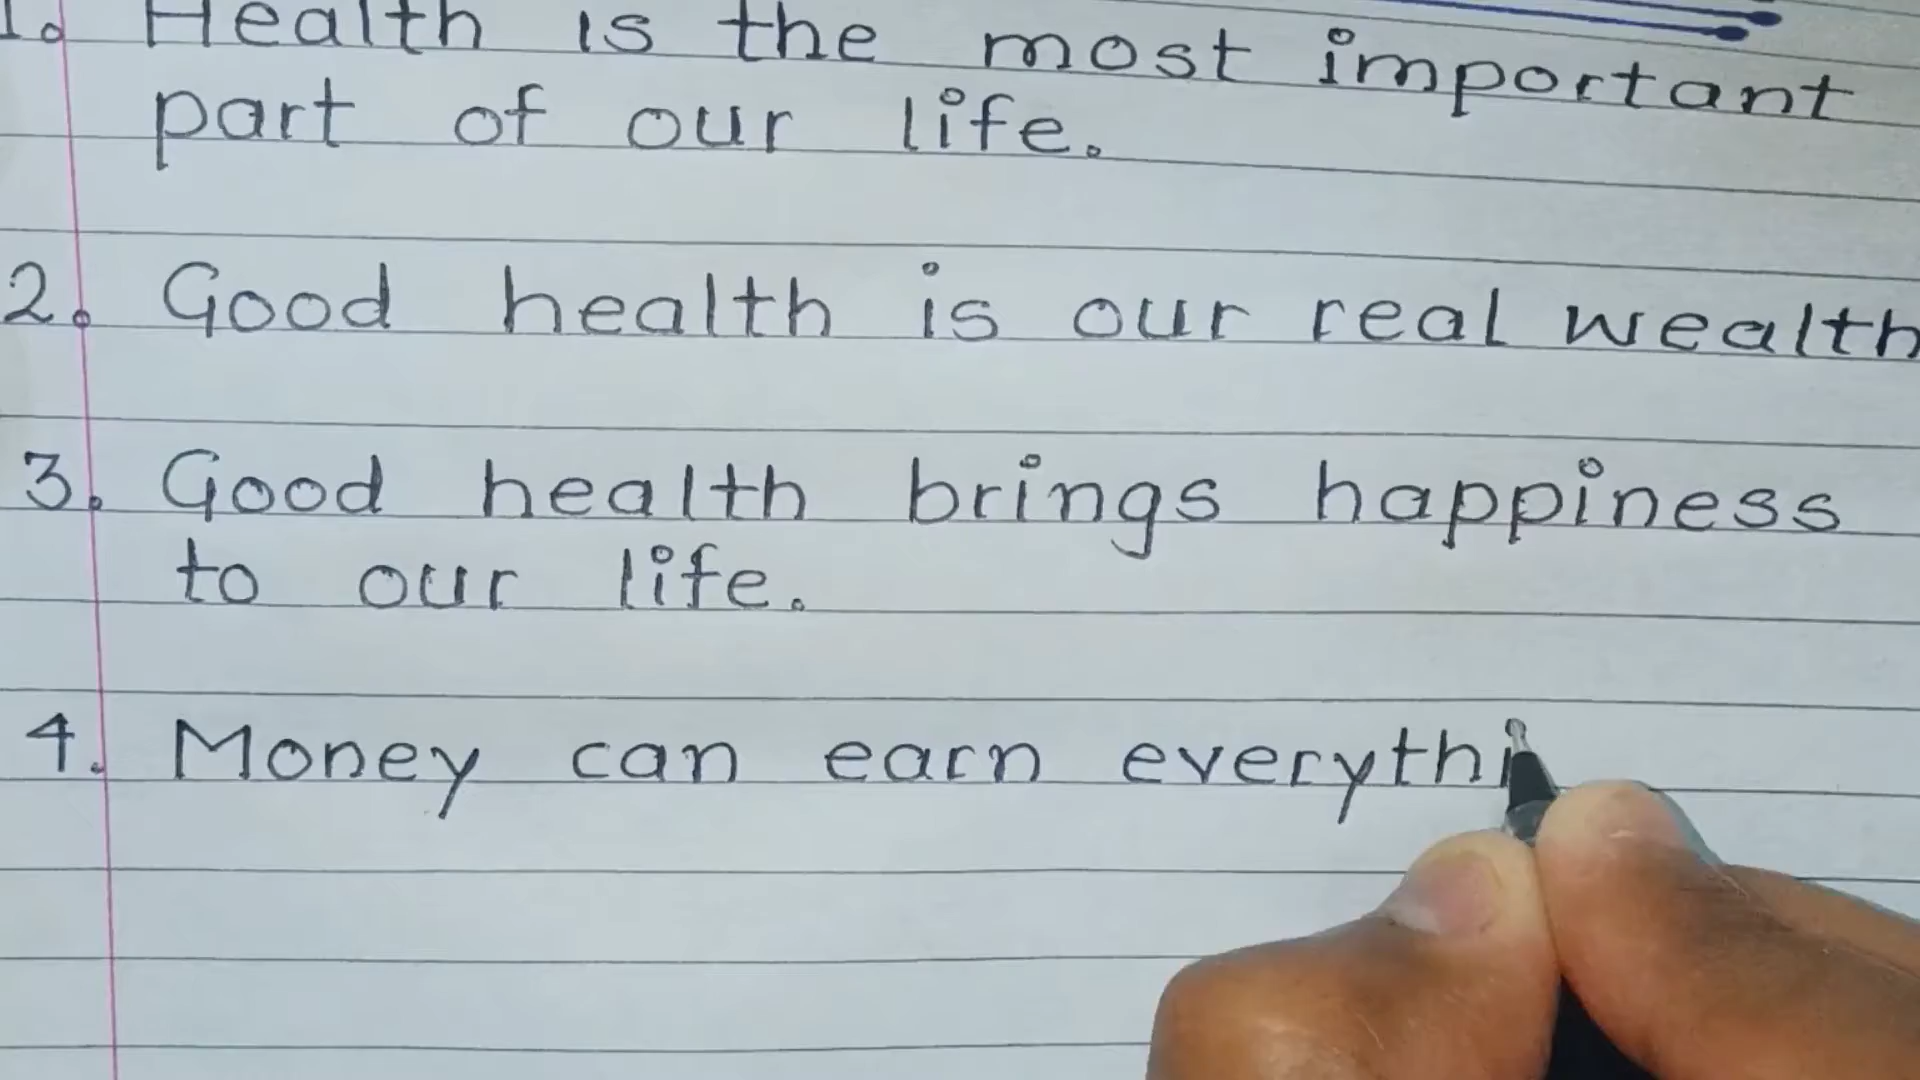 1. Health is the most important
part of our life.
2. Good health is our real wealth
3. Good health brings happiness
to our life.
4. Money can earn everythi